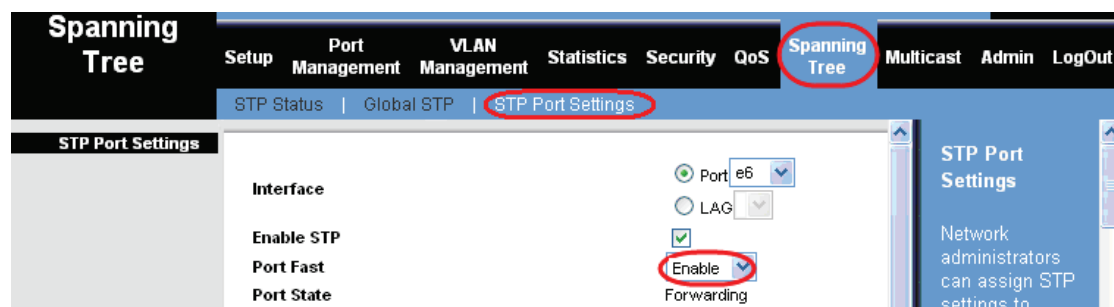 Spanning
Tree
Setup Port Management VLAN Management Statistics Security QoS Spanning Tree Multicast Admin LogOut
STP Status | Global STP | STP Port Settings
STP Port Settings
Interface
Port e6
LAG
Enable STP
Port Fast Enable
Port State Forwarding
STP Port
Settings
Network
administrators
can assign STP
settings to